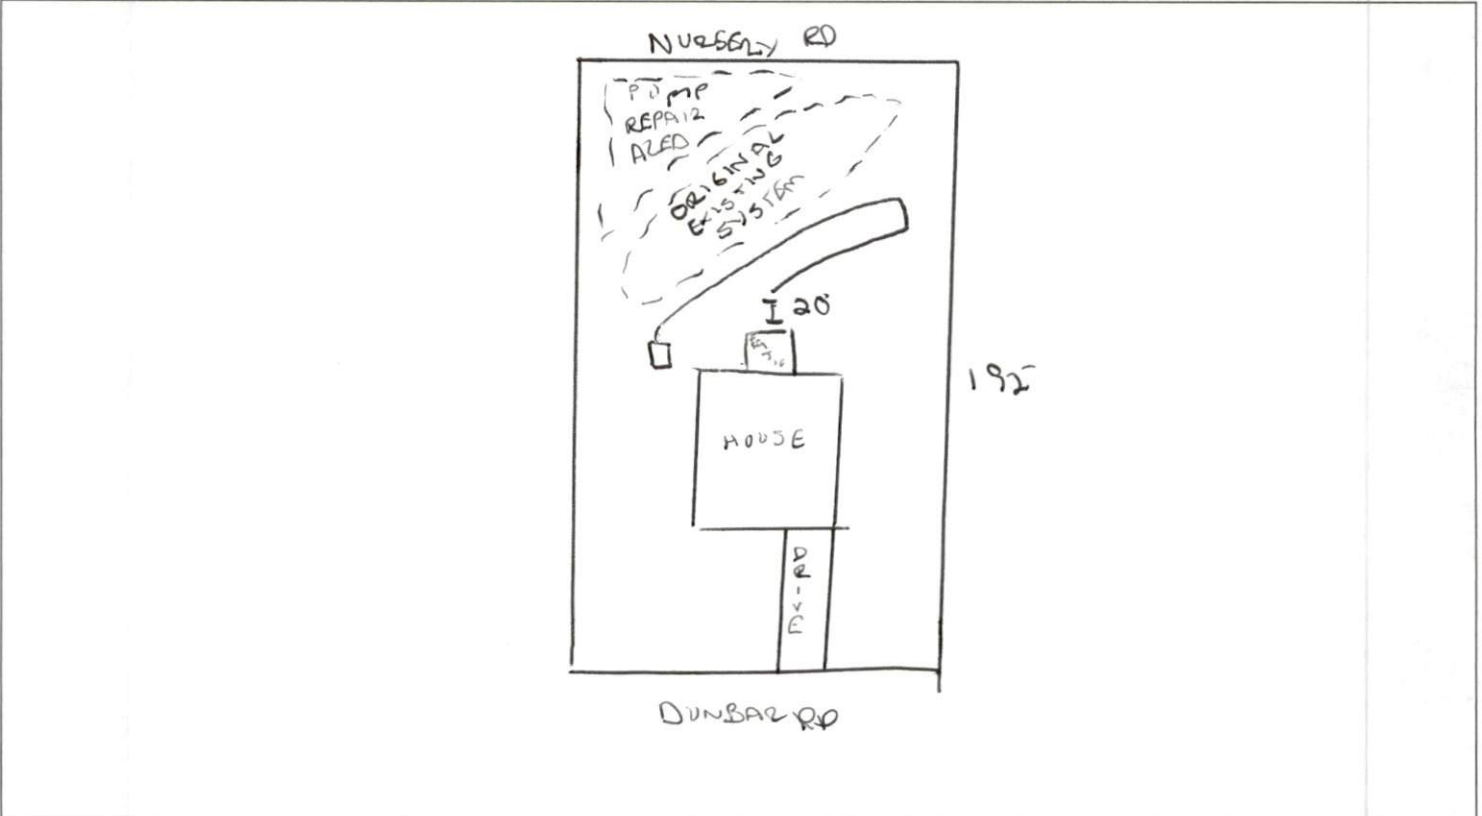 NURSERY RD
PUMP
REPAIR
AREA
ORIGINAL
EXISTING
SYSTEM
20'
192
HOUSE
DRIVE
DUNBAR RD